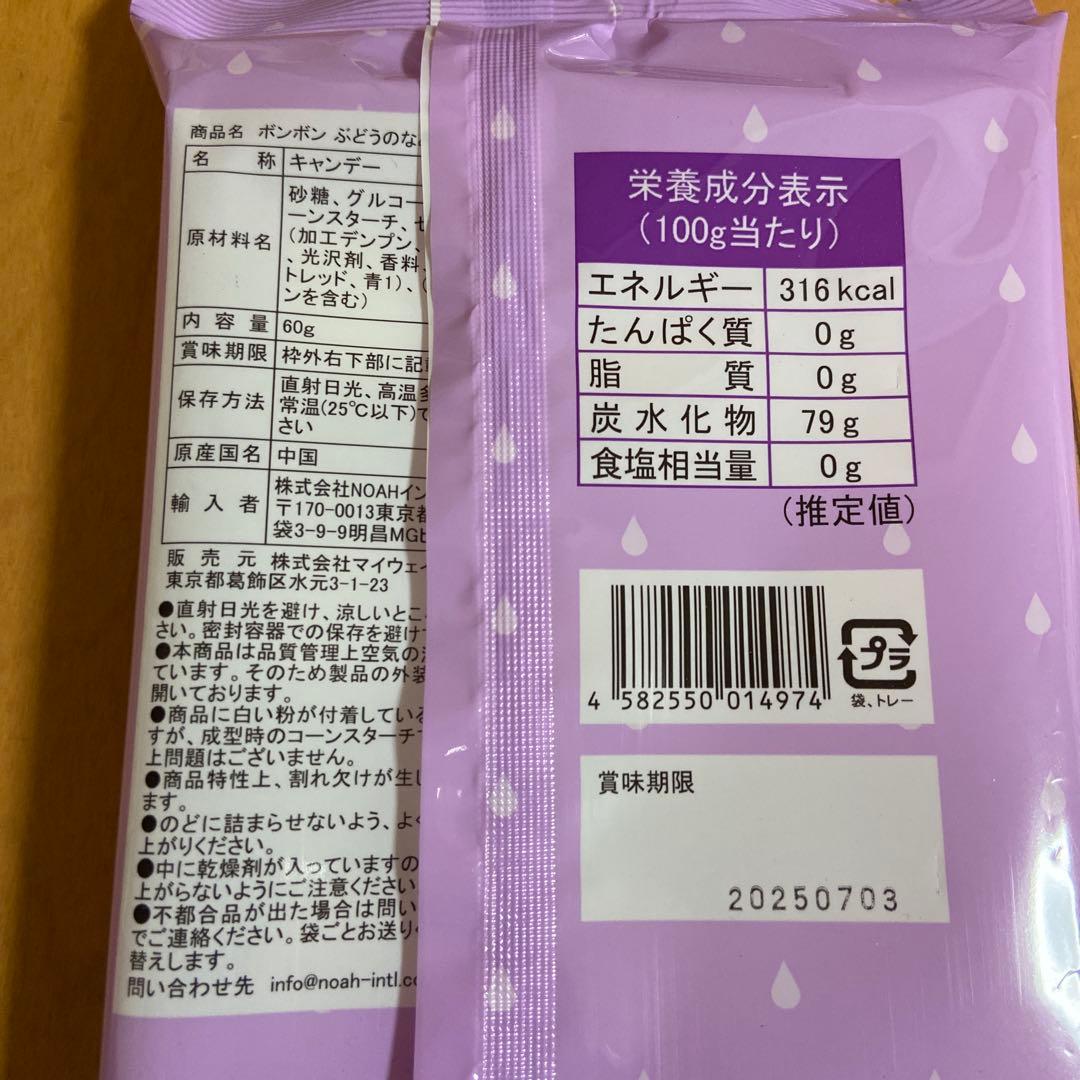 商品名 ボンボン ぶどうのなみ
名称 キャンデー
原材料名
砂糖、グルコー
ーンスターチ、
(加工デンプン、
、光沢剤、香料、
トレッド、青1)、(
ンを含む)
内容量 60g
賞味期限 枠外右下部に記
保存方法
直射日光、高温多
常温(25℃以下)で
さい
原産国名 中国
輸入者
株式会社NOAHイン
〒170-0013東京都
袋3-9-9明昌MGビ
販売元 株式会社マイウェイ
東京都葛飾区水元3-1-23
●直射日光を避け、涼しいところ
さい。密封容器での保存を避け
●本商品は品質管理上空気の
ています。そのため製品の外装
開いております。
●商品に白い粉が付着している
すが、成型時のコーンスターチで
上問題はございません。
●商品特性上、割れ欠けが生じ
ます。
●のどに詰まらせないよう、よく
上がりください。
●中に乾燥剤が入っていますの
上がらないようにご注意ください
●不都合品が出た場合は問い
でご連絡ください。袋ごとお送りく
替えします。
問い合わせ先 info@noah-intl.co
栄養成分表示
(100g当たり)
エネルギー 316kcal
たんぱく質 0g
脂質 0g
炭水化物 79g
食塩相当量 0g
(推定値)
4 582550 014974
プラ
袋、トレー
賞味期限
20250703